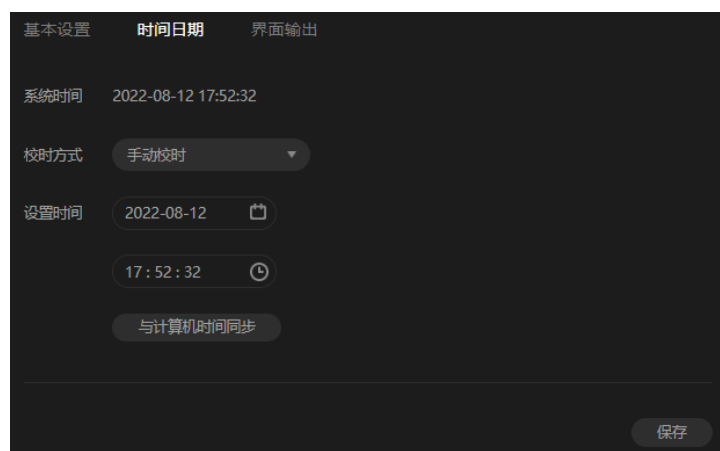 基本设置 时间日期 界面输出
系统时间 2022-08-12 17:52:32
校时方式 手动校时
设置时间 2022-08-12
17 : 52 : 32
与计算机时间同步
保存